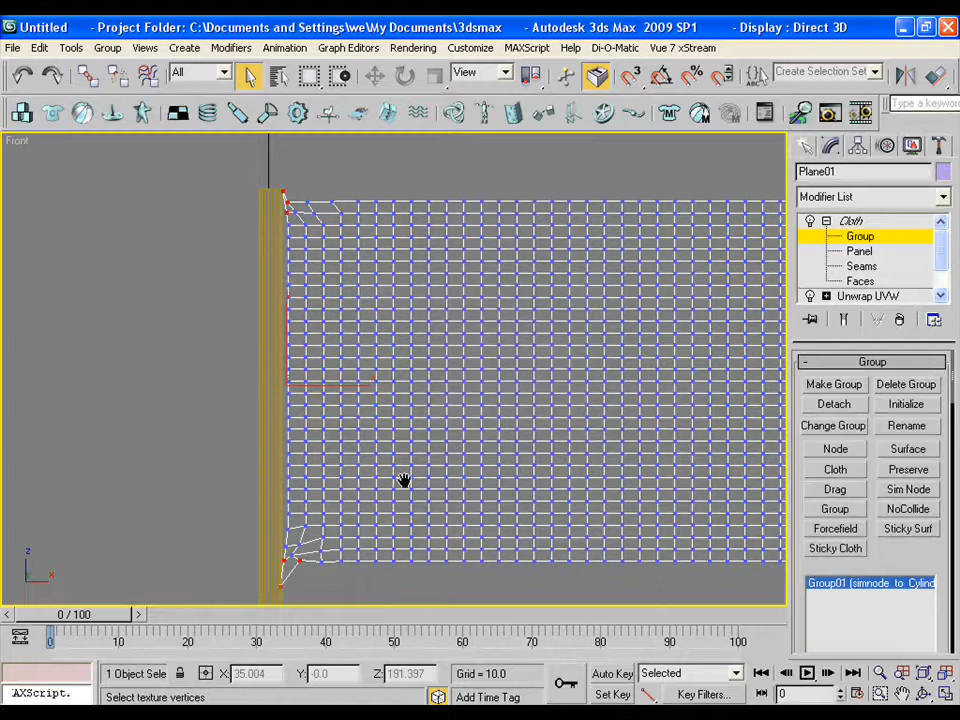 Untitled - Project Folder: C:\Documents and Settings\we\My Documents\3dsmax - Autodesk 3ds Max 2009 SP1 - Display : Direct 3D
File Edit Tools Group Views Create Modifiers Animation Graph Editors Rendering Customize MAXScript Help Di-O-Matic Vue 7 xStream
All View 3 % ABC Create Selection Set
Type a keyword
Front
Plane01
Modifier List
Cloth
Group
Panel
Seams
Faces
Unwrap UVW
- Group
Make Group Delete Group
Detach Initialize
Change Group Rename
Node Surface
Cloth Preserve
Drag Sim Node
Group NoCollide
Forcefield Sticky Surf
Sticky Cloth
Group01 (simnode to Cylind
z
x
< 0 / 100 >
0 10 20 30 40 50 60 70 80 90 100
1 Object Sele X: 35.004 Y: -0.0 Z: 191.397 Grid = 10.0 Auto Key Selected
"AXScript. Select texture vertices Add Time Tag Set Key Key Filters... 0